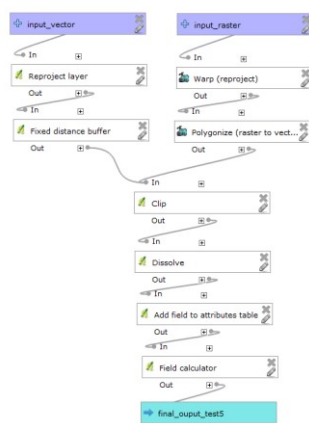 input_vector
input_raster
In
In
Reproject layer
Warp (reproject)
Out
Out
In
In
Fixed distance buffer
Polygonize (raster to vect...
Out
Out
In
Clip
Out
In
Dissolve
Out
In
Add field to attributes table
Out
In
Field calculator
Out
final_ouput_test5